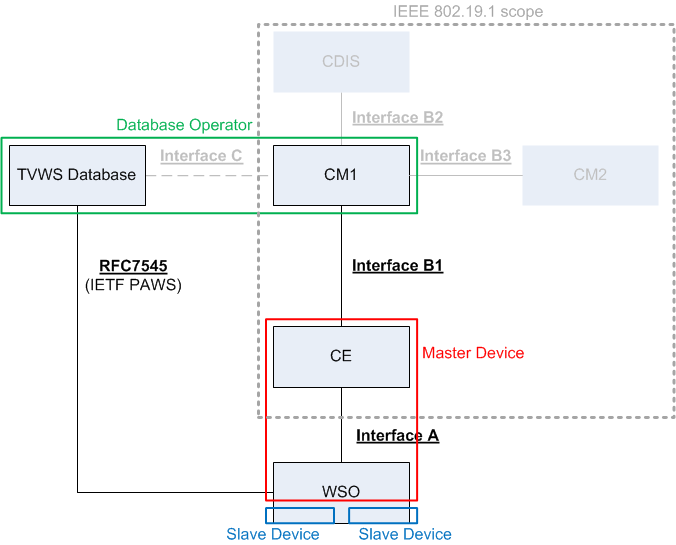 IEEE 802.19.1 scope
CDIS
Interface B2
Database Operator
TVWS Database
Interface C
CM1
Interface B3
CM2
RFC7545
(IETF PAWS)
Interface B1
CE
Master Device
Interface A
WSO
Slave Device
Slave Device